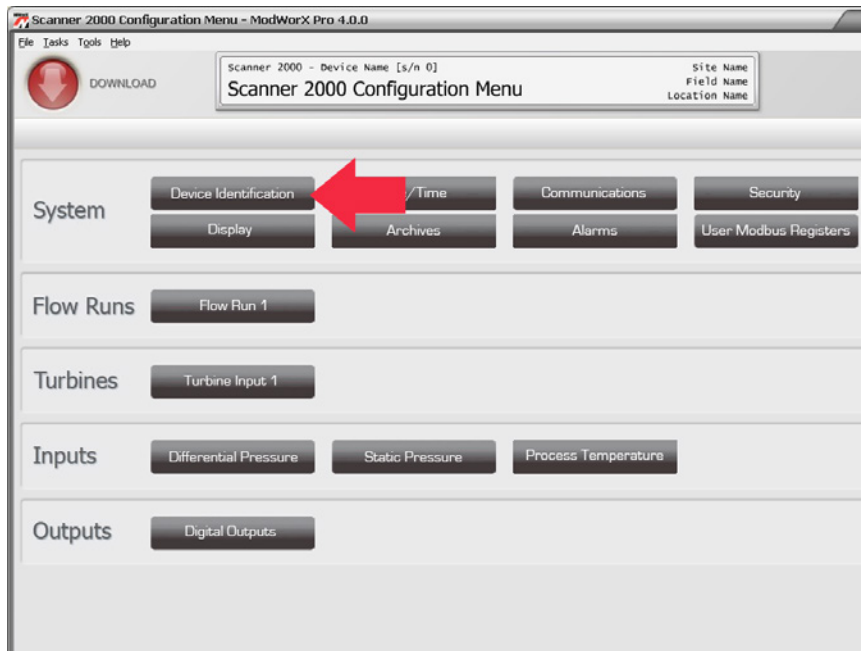 Scanner 2000 Configuration Menu - ModWorX Pro 4.0.0
File Tasks Tools Help
DOWNLOAD
Scanner 2000 - Device Name [s/n 0]
Scanner 2000 Configuration Menu
Site Name
Field Name
Location Name
System
Device Identification
/Time
Communications
Security
Display
Archives
Alarms
User Modbus Registers
Flow Runs
Flow Run 1
Turbines
Turbine Input 1
Inputs
Differential Pressure
Static Pressure
Process Temperature
Outputs
Digital Outputs